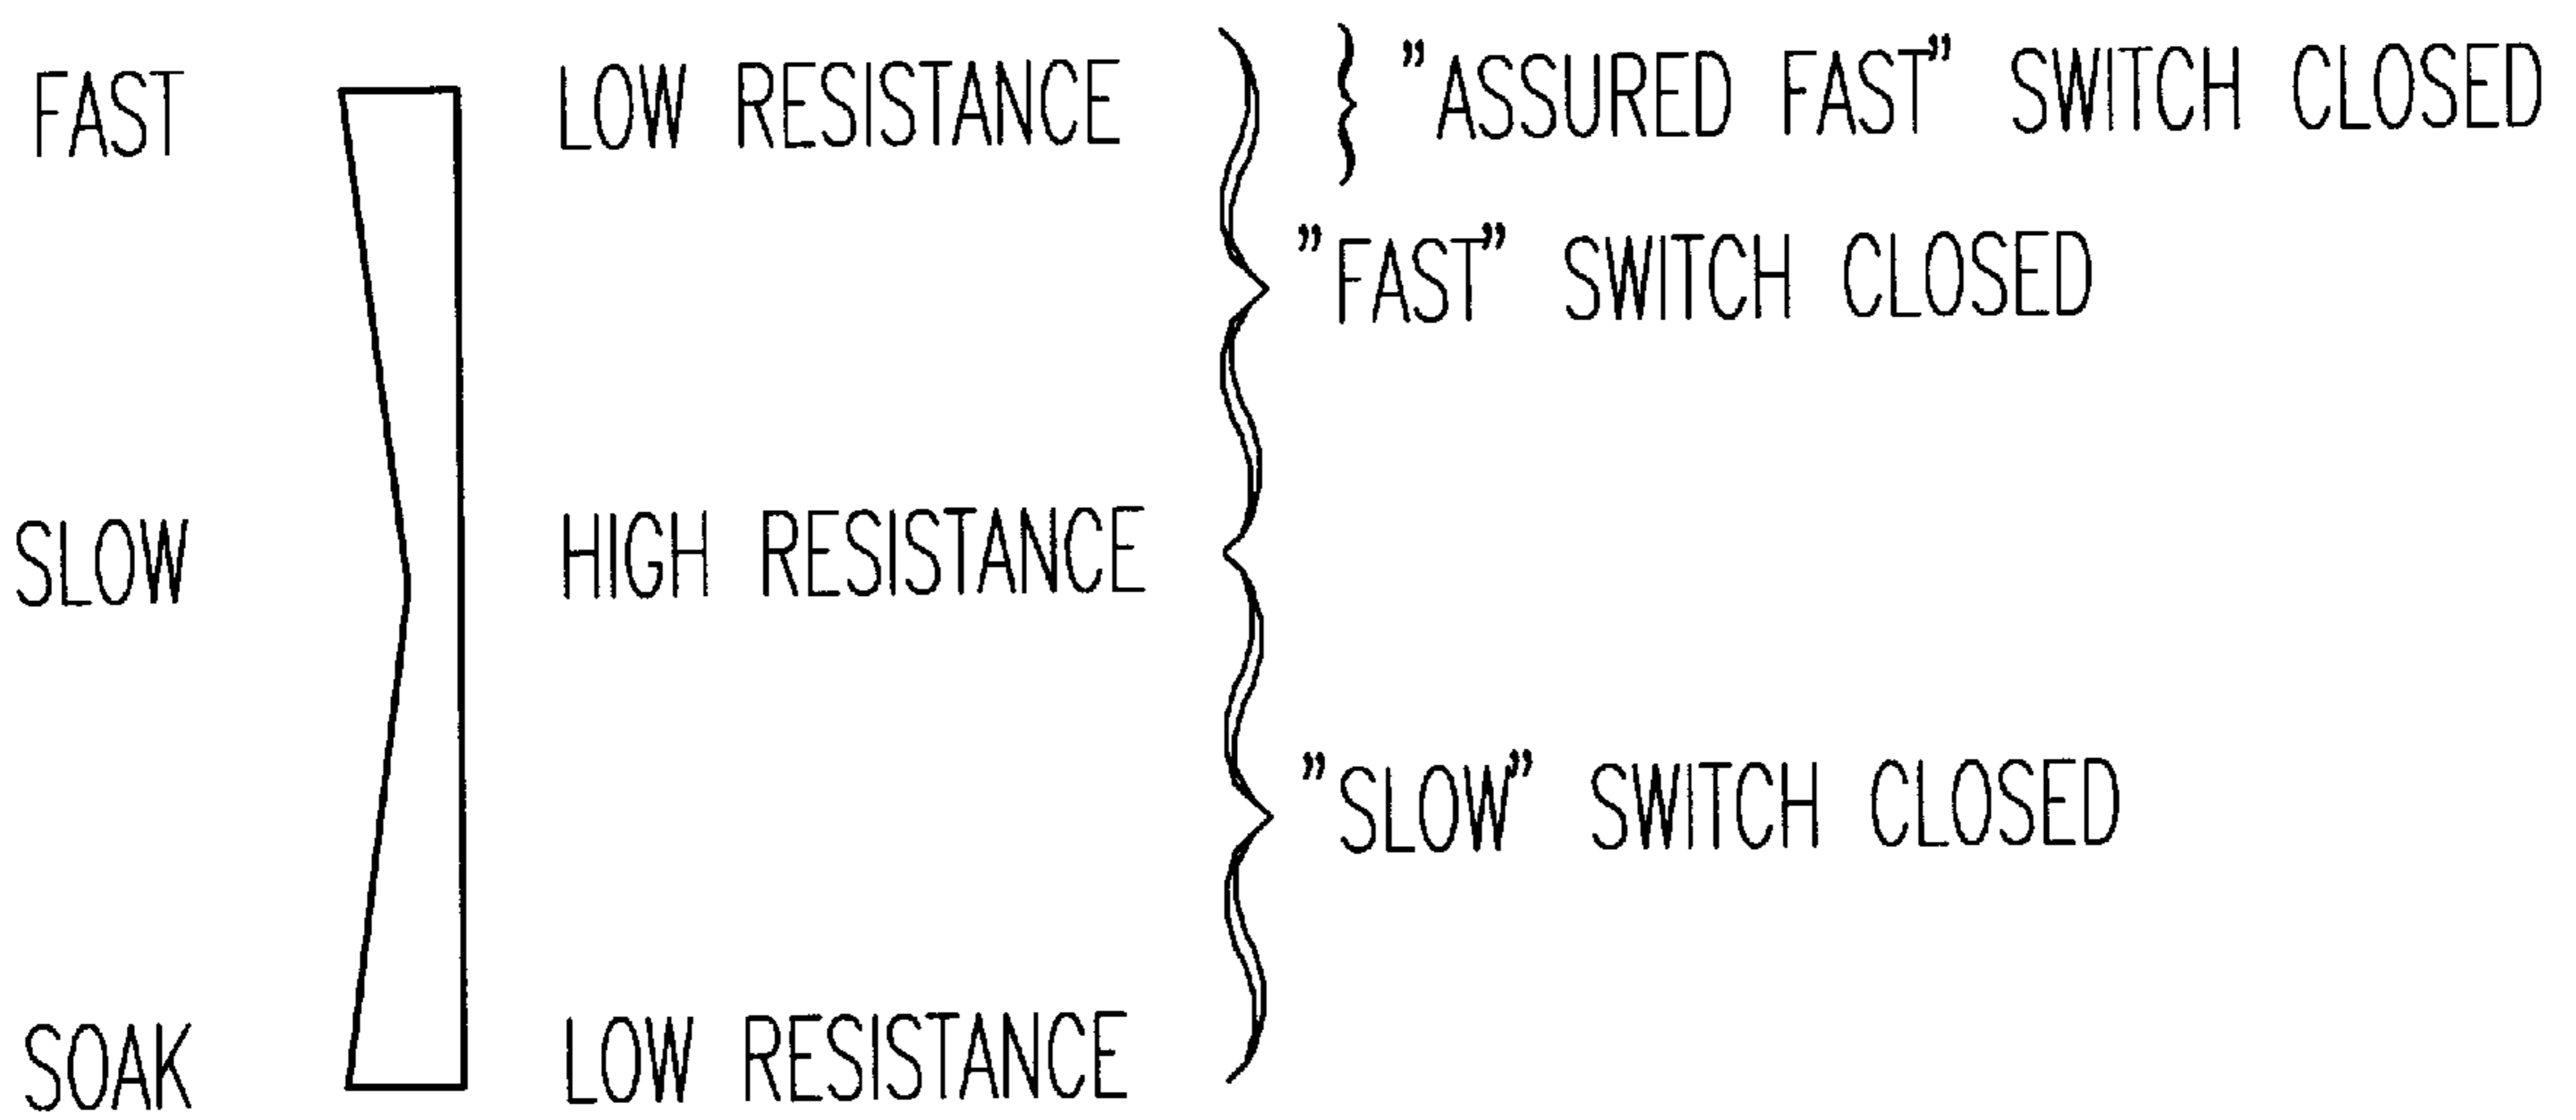 FAST LOW RESISTANCE ”ASSURED FAST” SWITCH CLOSED
”FAST” SWITCH CLOSED
SLOW HIGH RESISTANCE
”SLOW” SWITCH CLOSED
SOAK LOW RESISTANCE